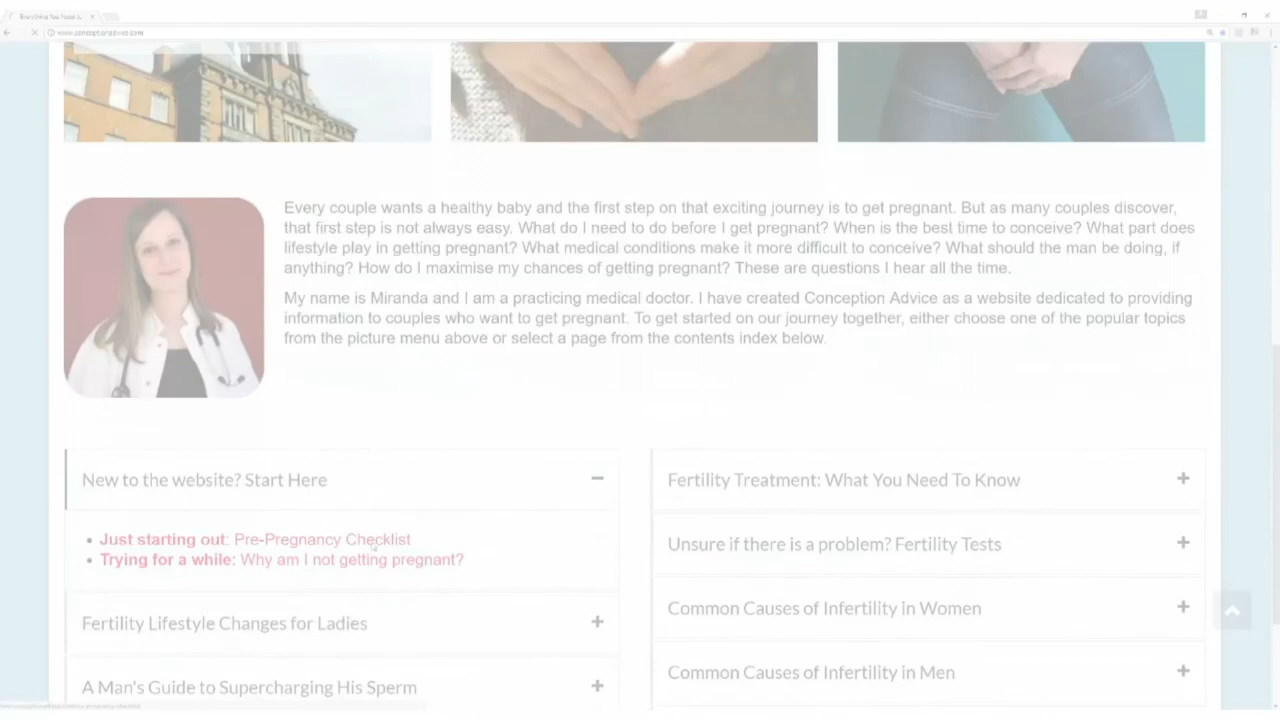 Everything You Need t
www.conceptionadvice.com
Every couple wants a healthy baby and the first step on that exciting journey is to get pregnant. But as many couples discover,
that first step is not always easy. What do I need to do before I get pregnant? When is the best time to conceive? What part does
lifestyle play in getting pregnant? What medical conditions make it more difficult to conceive? What should the man be doing, if
anything? How do I maximise my chances of getting pregnant? These are questions I hear all the time.
My name is Miranda and I am a practicing medical doctor. I have created Conception Advice as a website dedicated to providing
information to couples who want to get pregnant. To get started on our journey together, either choose one of the popular topics
from the picture menu above or select a page from the contents index below.
New to the website? Start Here
Just starting out: Pre-Pregnancy Checklist
Trying for a while: Why am I not getting pregnant?
Fertility Lifestyle Changes for Ladies
A Man's Guide to Supercharging His Sperm
Fertility Treatment: What You Need To Know
Unsure if there is a problem? Fertility Tests
Common Causes of Infertility in Women
Common Causes of Infertility in Men